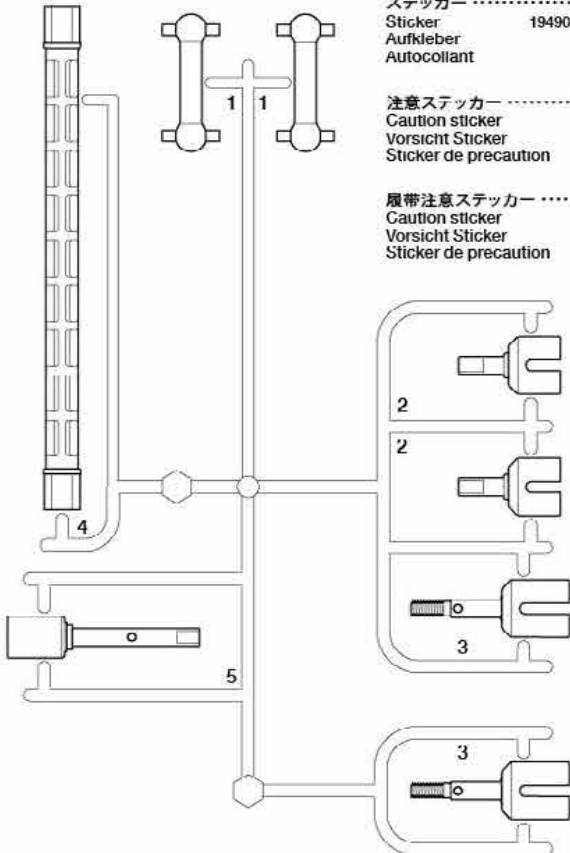 ステッカー ··············
Sticker 19490
Aufkleber
Autocollant
注意ステッカー ·········
Caution sticker
Vorsicht Sticker
Sticker de precaution
履帯注意ステッカー ····
Caution sticker
Vorsicht Sticker
Sticker de precaution
1 1
2
2
4
3
5
3